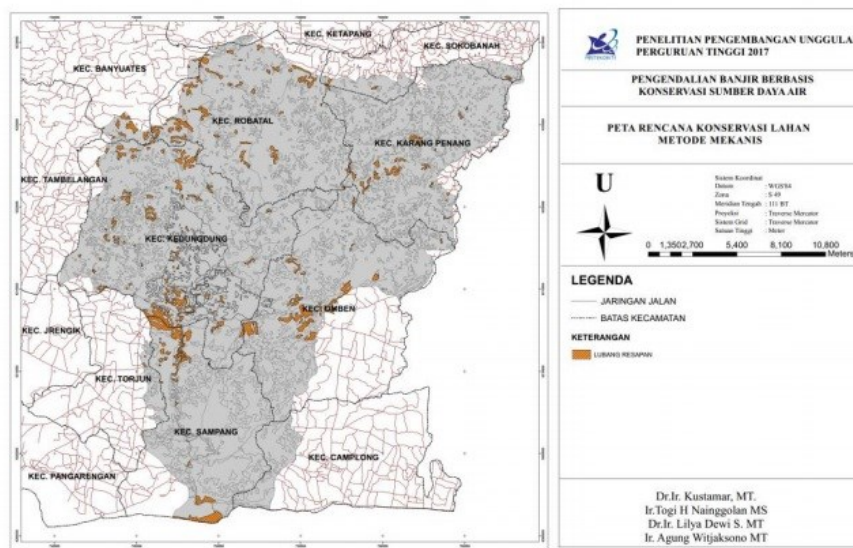 KEC. KETAPANG
KEC. SOKOBANAH
KEC. BANYUATES
KEC. ROBATAL
KEC. KARANG PENANG
KEC. TAMBELANGAN
KEC. KEDUNGDUNG
KEC. OMBEN
KEC. JRENGIK
KEC. TORJUN
KEC. SAMPANG
KEC. CAMPLONG
KEC. PANGARENGAN
PENELITIAN PENGEMBANGAN UNGGULA
PERGURUAN TINGGI 2017
PENGENDALIAN BANJIR BERBASIS
KONSERVASI SUMBER DAYA AIR
PETA RENCANA KONSERVASI LAHAN
METODE MEKANIS
U
Sistem Koordinat
Datum : WGS84
Zona : S 49
Meridian Tengah : 111 BT
Proyeksi : Traverse Mercator
Sistem Grid : Traverse Mercator
Satuan Tinggi : Meter
0 1,350 2,700 5,400 8,100 10,800
Meters
LEGENDA
JARINGAN JALAN
BATAS KECAMATAN
KETERANGAN
LUBANG RESAPAN
Dr.Ir. Kustamar, MT.
Ir.Togi H Nainggolan MS
Dr.Ir. Lilya Dewi S. MT
Ir. Agung Witjaksono MT